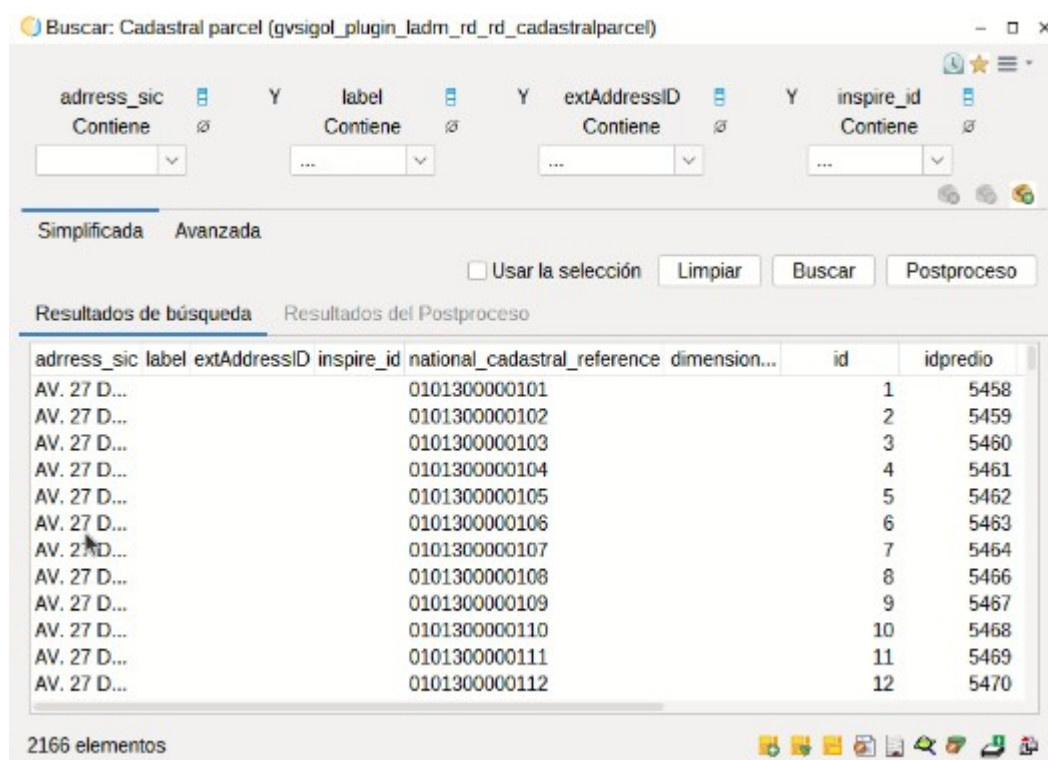 Buscar: Cadastral parcel (gvsigol_plugin_ladm_rd_rd_cadastralparcel)
adrress_sic Y label Y extAddressID Y inspire_id
Contiene Contiene Contiene Contiene
... ... ...
Simplificada Avanzada
Usar la selección Limpiar Buscar Postproceso
Resultados de búsqueda Resultados del Postproceso
adrress_sic label extAddressID inspire_id national_cadastral_reference dimension... id idpredio
AV. 27 D... 0101300000101 1 5458
AV. 27 D... 0101300000102 2 5459
AV. 27 D... 0101300000103 3 5460
AV. 27 D... 0101300000104 4 5461
AV. 27 D... 0101300000105 5 5462
AV. 27 D... 0101300000106 6 5463
AV. 27 D... 0101300000107 7 5464
AV. 27 D... 0101300000108 8 5466
AV. 27 D... 0101300000109 9 5467
AV. 27 D... 0101300000110 10 5468
AV. 27 D... 0101300000111 11 5469
AV. 27 D... 0101300000112 12 5470
2166 elementos